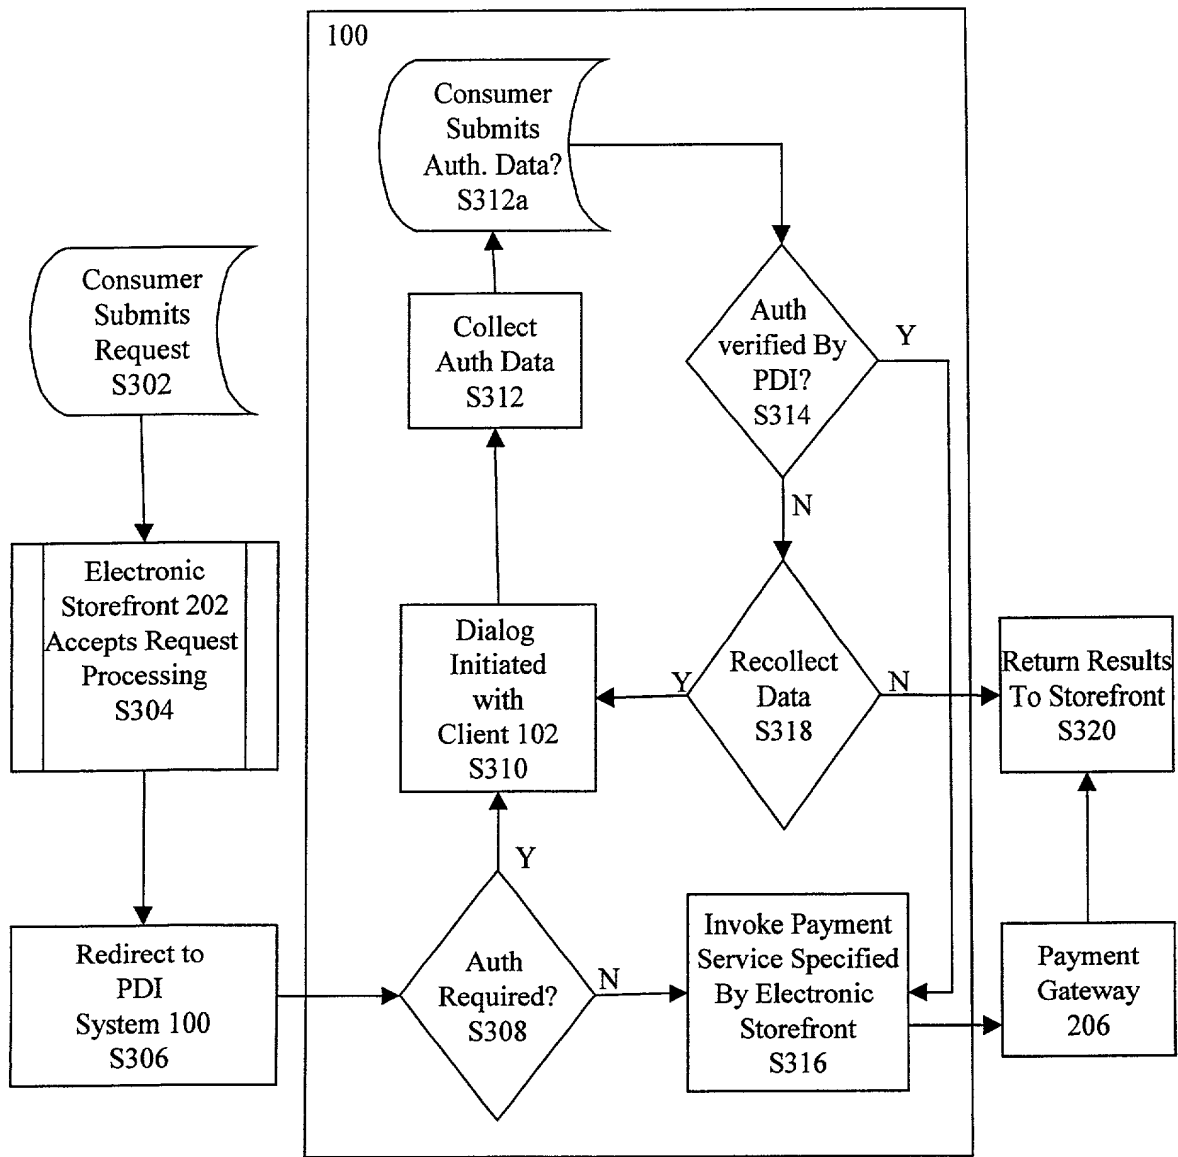 100
Consumer
Submits
Auth. Data?
S312a
Consumer
Submits
Request
S302
Collect
Auth Data
S312
Auth
verified By
PDI?
S314
Y
N
Electronic
Storefront 202
Accepts Request
Processing
S304
Dialog
Initiated
with
Client 102
S310
Y
Recollect
Data
S318
N
Return Results
To Storefront
S320
Y
Redirect to
PDI
System 100
S306
Auth
Required?
S308
N
Invoke Payment
Service Specified
By Electronic
Storefront
S316
Payment
Gateway
206